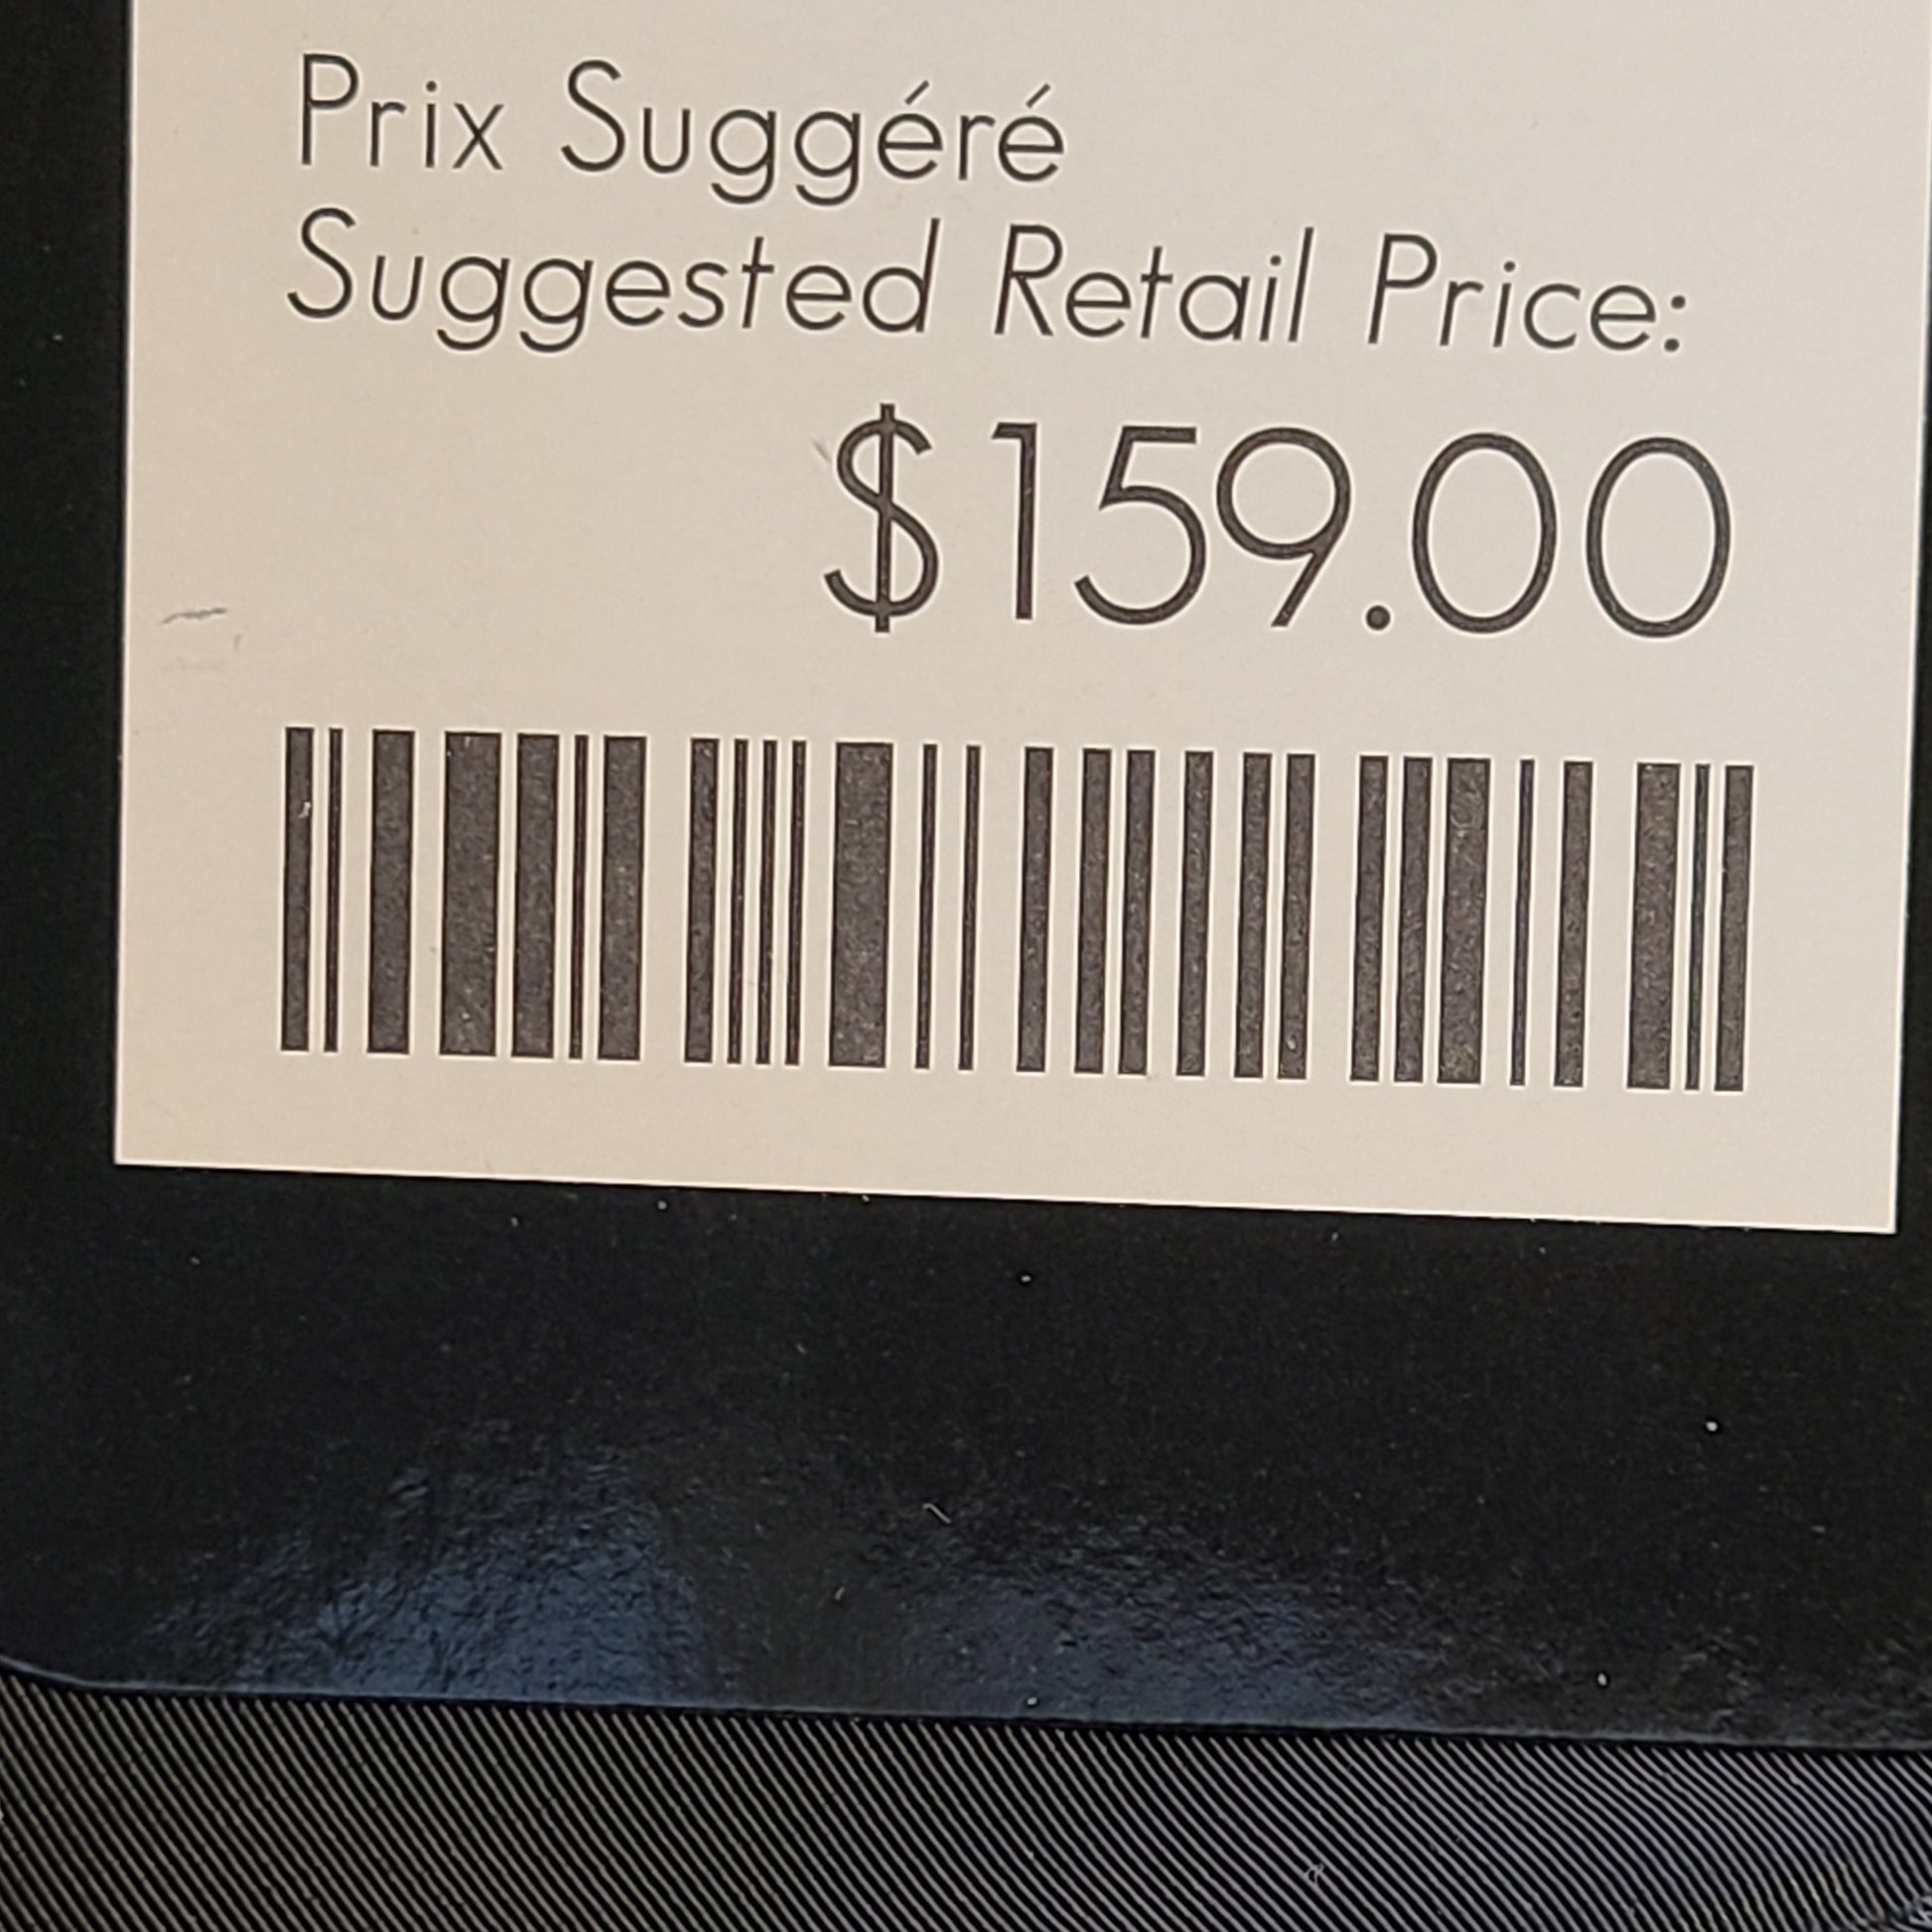 Prix Suggéré
Suggested Retail Price:
$159.00